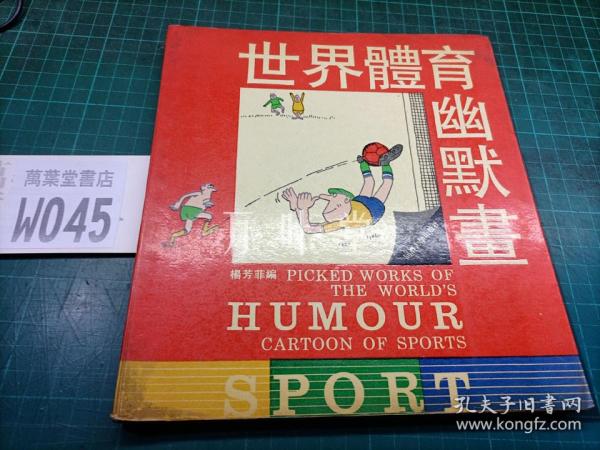 世界體育
幽默畫
萬葉堂書店
W045
楊芳菲編
PICKED WORKS OF
THE WORLD'S
HUMOUR
CARTOON OF SPORTS
SPORT
孔夫子旧书网
www.kongfz.com